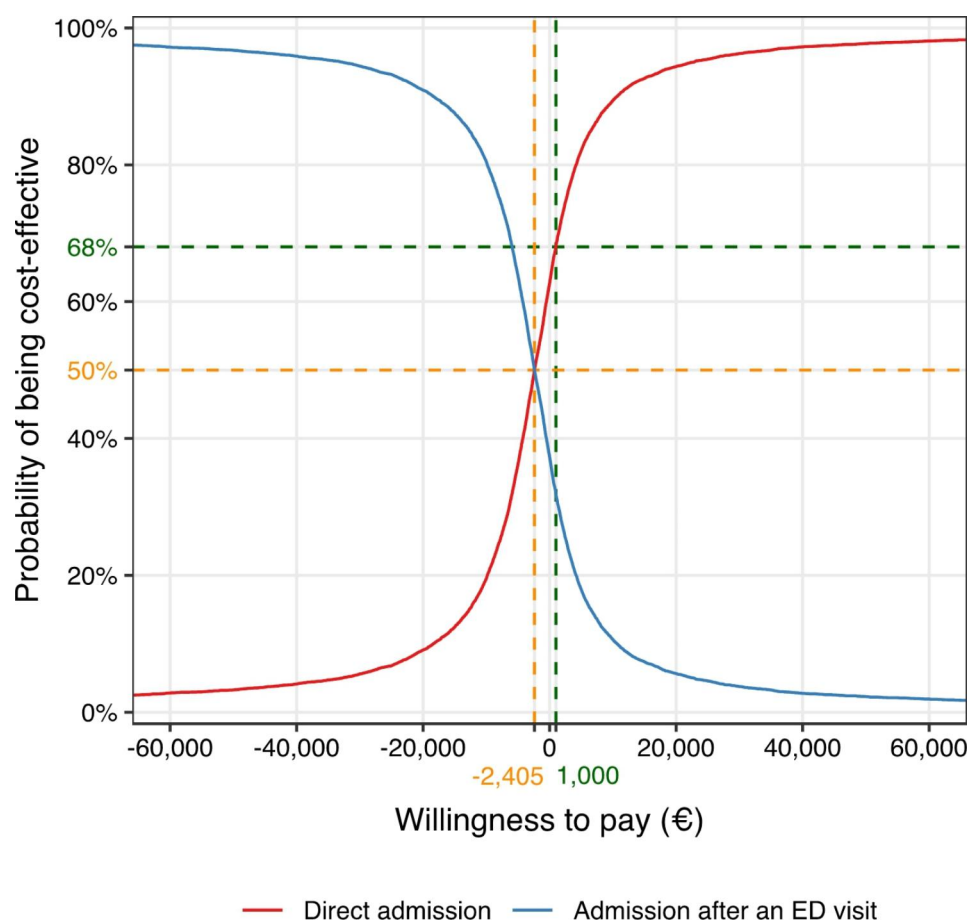 100%
80%
68%
60%
50%
40%
20%
0%
Probability of being cost-effective
-60,000 -40,000 -20,000 0 20,000 40,000 60,000
-2,405 1,000
Willingness to pay (€)
Direct admission Admission after an ED visit